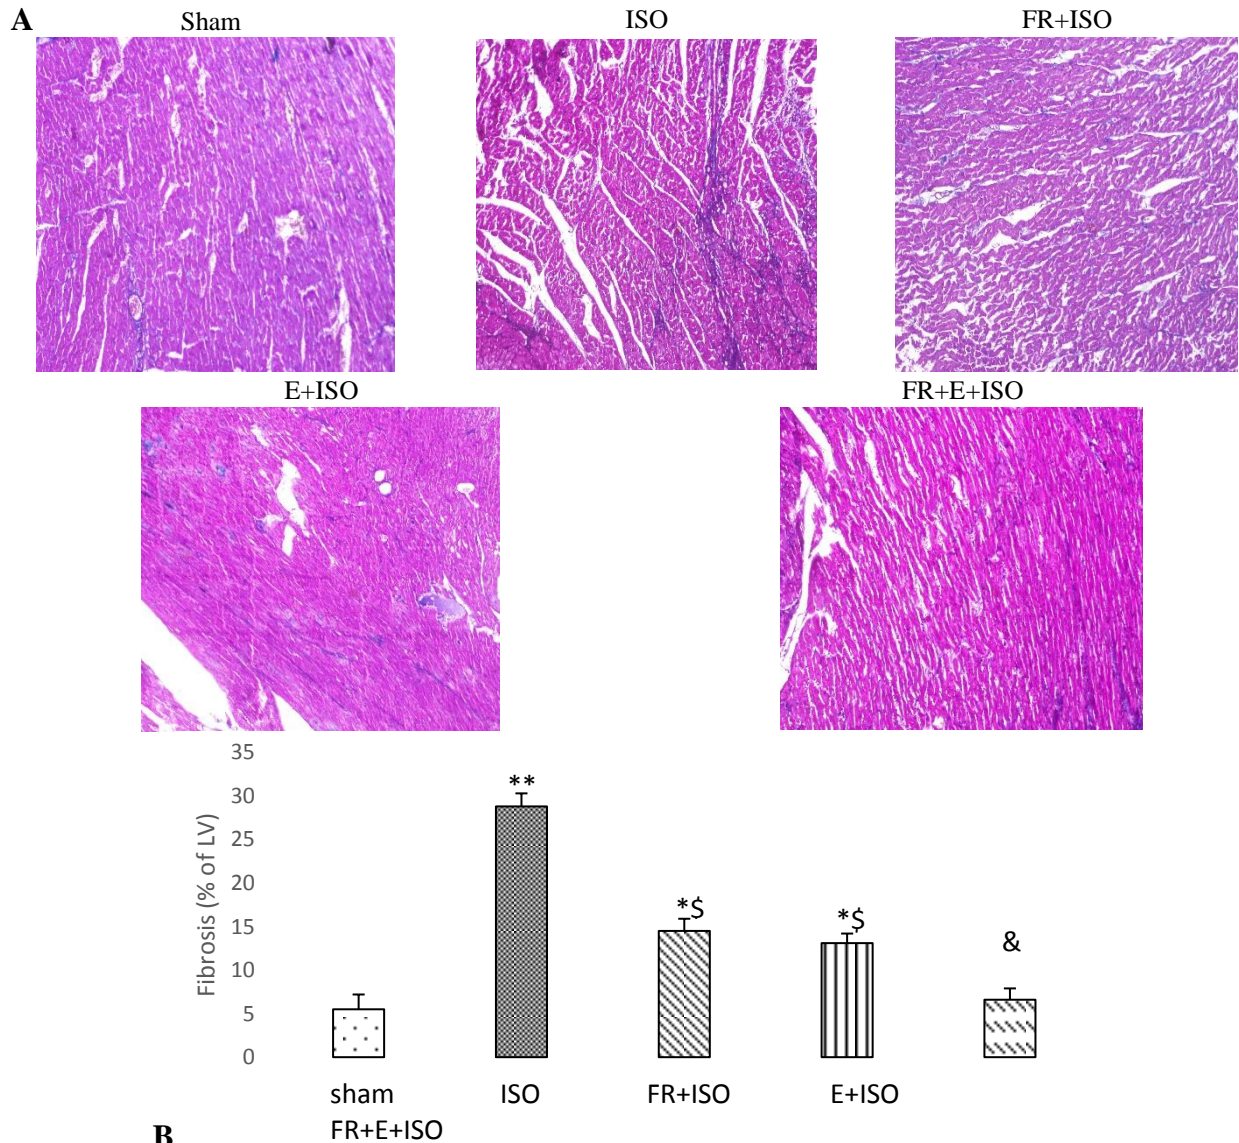 A
Sham
ISO
FR+ISO
E+ISO
FR+E+ISO
35
30
25
20
15
10
5
0
Fibrosis (% of LV)
**
*$
*$
&
sham ISO FR+ISO E+ISO
FR+E+ISO
B